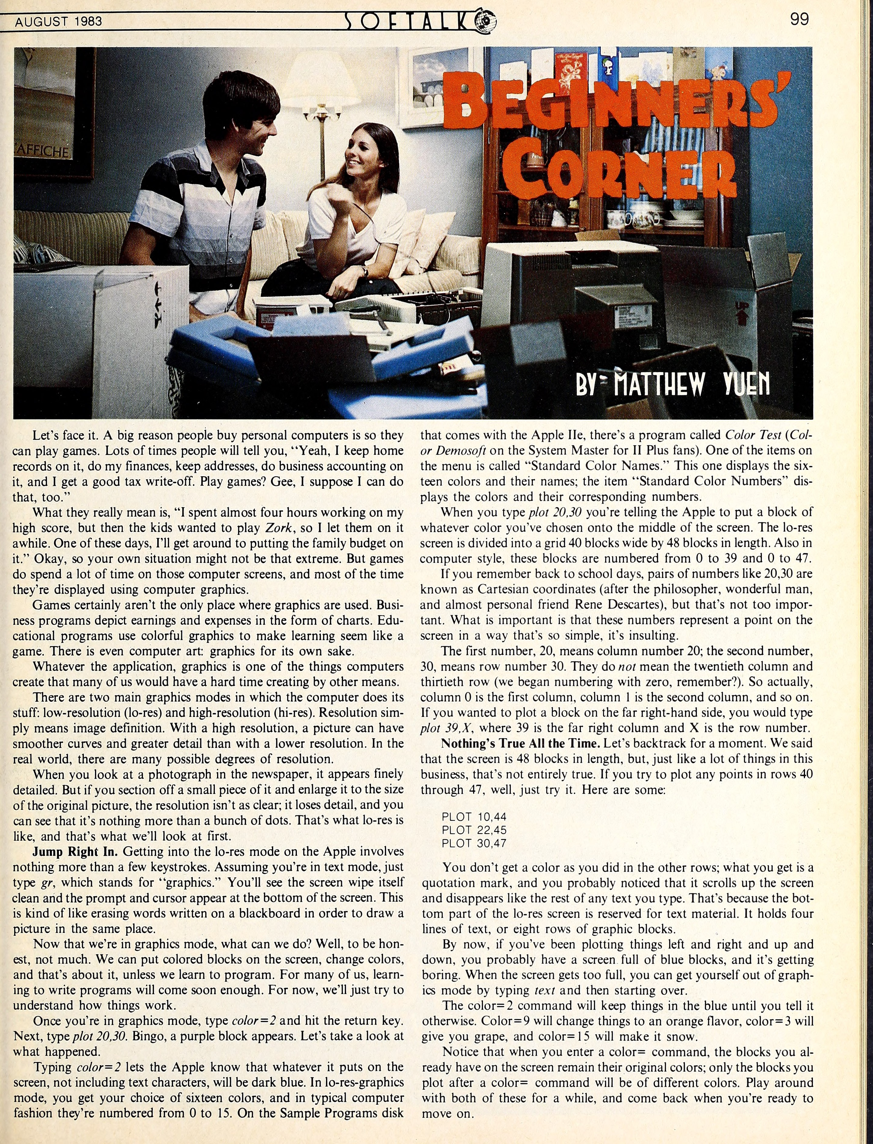 AUGUST 1983
SOFTALK
99
AFFICHE
BEGINNERS'
CORNER
UP
BY MATTHEW YUEN
Let's face it. A big reason people buy personal computers is so they
can play games. Lots of times people will tell you, "Yeah, I keep home
records on it, do my finances, keep addresses, do business accounting on
it, and I get a good tax write-off. Play games? Gee, I suppose I can do
that, too."
What they really mean is, "I spent almost four hours working on my
high score, but then the kids wanted to play Zork, so I let them on it
awhile. One of these days, I'll get around to putting the family budget on
it." Okay, so your own situation might not be that extreme. But games
do spend a lot of time on those computer screens, and most of the time
they're displayed using computer graphics.
Games certainly aren't the only place where graphics are used. Busi-
ness programs depict earnings and expenses in the form of charts. Edu-
cational programs use colorful graphics to make learning seem like a
game. There is even computer art: graphics for its own sake.
Whatever the application, graphics is one of the things computers
create that many of us would have a hard time creating by other means.
There are two main graphics modes in which the computer does its
stuff: low-resolution (lo-res) and high-resolution (hi-res). Resolution sim-
ply means image definition. With a high resolution, a picture can have
smoother curves and greater detail than with a lower resolution. In the
real world, there are many possible degrees of resolution.
When you look at a photograph in the newspaper, it appears finely
detailed. But if you section off a small piece of it and enlarge it to the size
of the original picture, the resolution isn't as clear; it loses detail, and you
can see that it's nothing more than a bunch of dots. That's what lo-res is
like, and that's what we'll look at first.
Jump Right In. Getting into the lo-res mode on the Apple involves
nothing more than a few keystrokes. Assuming you're in text mode, just
type gr, which stands for "graphics." You'll see the screen wipe itself
clean and the prompt and cursor appear at the bottom of the screen. This
is kind of like erasing words written on a blackboard in order to draw a
picture in the same place.
Now that we're in graphics mode, what can we do? Well, to be hon-
est, not much. We can put colored blocks on the screen, change colors,
and that's about it, unless we learn to program. For many of us, learn-
ing to write programs will come soon enough. For now, we'll just try to
understand how things work.
Once you're in graphics mode, type color=2 and hit the return key.
Next, type plot 20,30. Bingo, a purple block appears. Let's take a look at
what happened.
Typing color=2 lets the Apple know that whatever it puts on the
screen, not including text characters, will be dark blue. In lo-res-graphics
mode, you get your choice of sixteen colors, and in typical computer
fashion they're numbered from 0 to 15. On the Sample Programs disk
that comes with the Apple IIe, there's a program called Color Test (Col-
or Demosoft on the System Master for II Plus fans). One of the items on
the menu is called "Standard Color Names." This one displays the six-
teen colors and their names; the item "Standard Color Numbers" dis-
plays the colors and their corresponding numbers.
When you type plot 20,30 you're telling the Apple to put a block of
whatever color you've chosen onto the middle of the screen. The lo-res
screen is divided into a grid 40 blocks wide by 48 blocks in length. Also in
computer style, these blocks are numbered from 0 to 39 and 0 to 47.
If you remember back to school days, pairs of numbers like 20,30 are
known as Cartesian coordinates (after the philosopher, wonderful man,
and almost personal friend Rene Descartes), but that's not too impor-
tant. What is important is that these numbers represent a point on the
screen in a way that's so simple, it's insulting.
The first number, 20, means column number 20; the second number,
30, means row number 30. They do not mean the twentieth column and
thirtieth row (we began numbering with zero, remember?). So actually,
column 0 is the first column, column 1 is the second column, and so on.
If you wanted to plot a block on the far right-hand side, you would type
plot 39,X, where 39 is the far right column and X is the row number.
Nothing's True All the Time. Let's backtrack for a moment. We said
that the screen is 48 blocks in length, but, just like a lot of things in this
business, that's not entirely true. If you try to plot any points in rows 40
through 47, well, just try it. Here are some:
PLOT 10,44
PLOT 22,45
PLOT 30,47
You don't get a color as you did in the other rows; what you get is a
quotation mark, and you probably noticed that it scrolls up the screen
and disappears like the rest of any text you type. That's because the bot-
tom part of the lo-res screen is reserved for text material. It holds four
lines of text, or eight rows of graphic blocks.
By now, if you've been plotting things left and right and up and
down, you probably have a screen full of blue blocks, and it's getting
boring. When the screen gets too full, you can get yourself out of graph-
ics mode by typing text and then starting over.
The color=2 command will keep things in the blue until you tell it
otherwise. Color=9 will change things to an orange flavor, color=3 will
give you grape, and color=15 will make it snow.
Notice that when you enter a color= command, the blocks you al-
ready have on the screen remain their original colors; only the blocks you
plot after a color= command will be of different colors. Play around
with both of these for a while, and come back when you're ready to
move on.